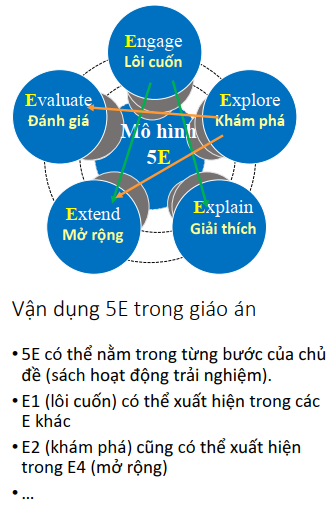 Engage
Lôi cuốn
Evaluate
Đánh giá
Explore
Khám phá
Mô hình
5E
Extend
Mở rộng
Explain
Giải thích
Vận dụng 5E trong giáo án
• 5E có thể nằm trong từng bước của chủ
đề (sách hoạt động trải nghiệm).
• E1 (lôi cuốn) có thể xuất hiện trong các
E khác
• E2 (khám phá) cũng có thể xuất hiện
trong E4 (mở rộng)
• ...